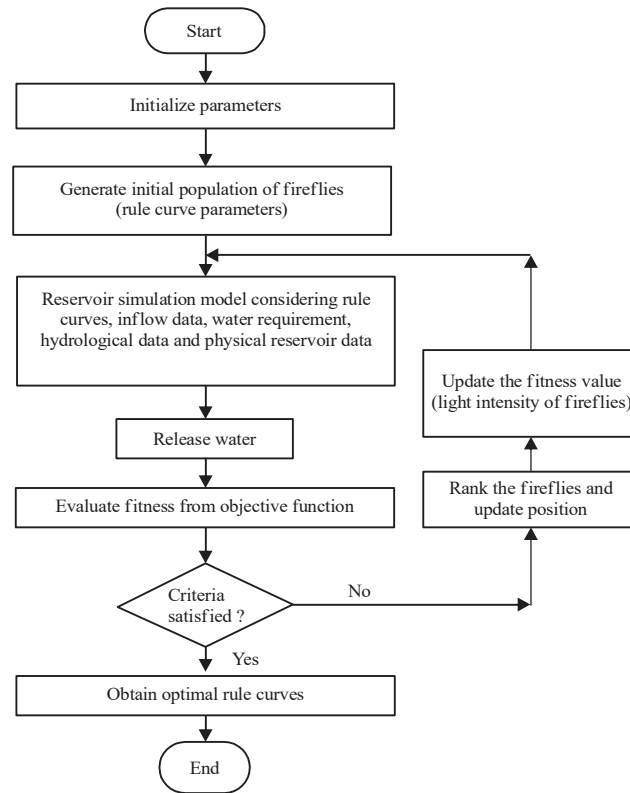 Start
Initialize parameters
Generate initial population of fireflies
(rule curve parameters)
Reservoir simulation model considering rule
curves, inflow data, water requirement,
hydrological data and physical reservoir data
Release water
Evaluate fitness from objective function
Criteria
satisfied ?
No
Rank the fireflies and
update position
Update the fitness value
(light intensity of fireflies)
Yes
Obtain optimal rule curves
End